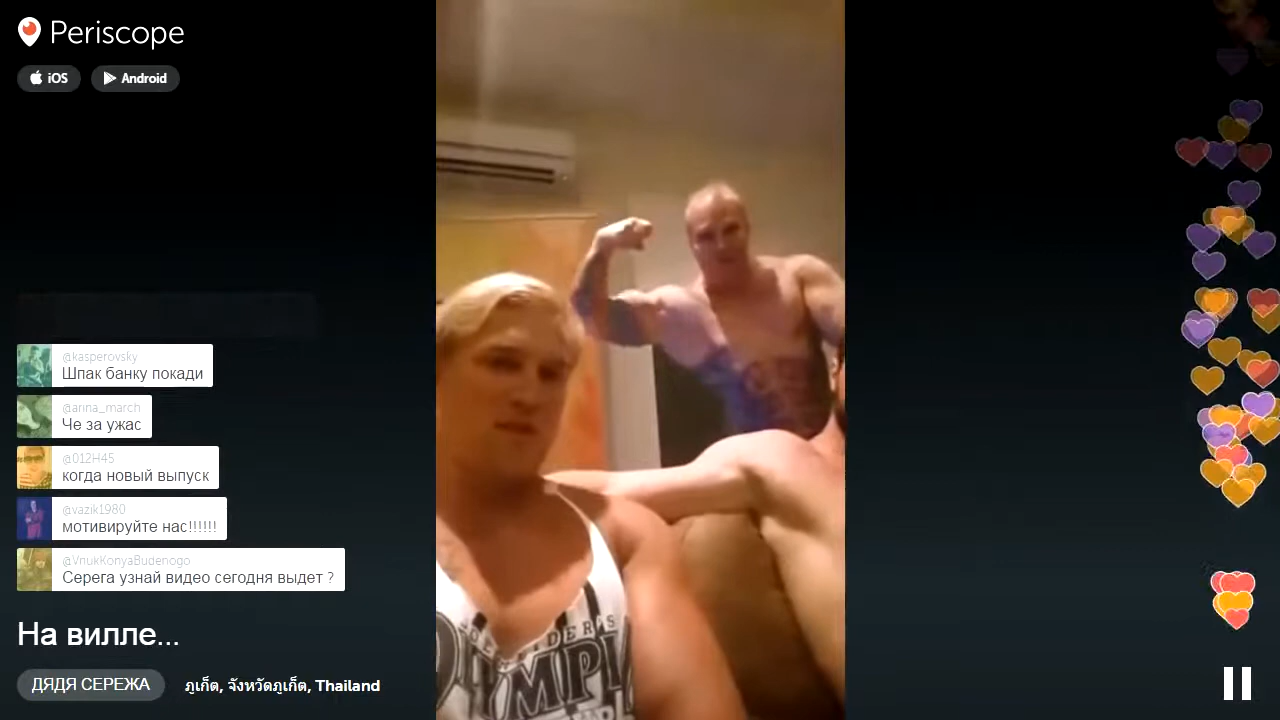 Periscope
iOS
Android
@kasperovsky
Шпак банку покади
@anna_march
Че за ужас
@012H45
когда новый выпуск
@vazik1980
мотивируйте нас!!!!!!
@VnukKonyaBudenogo
Серега узнай видео сегодня выдет ?
На вилле...
ДЯДЯ СЕРЕЖА
ภูเก็ต, จังหวัดภูเก็ต, Thailand